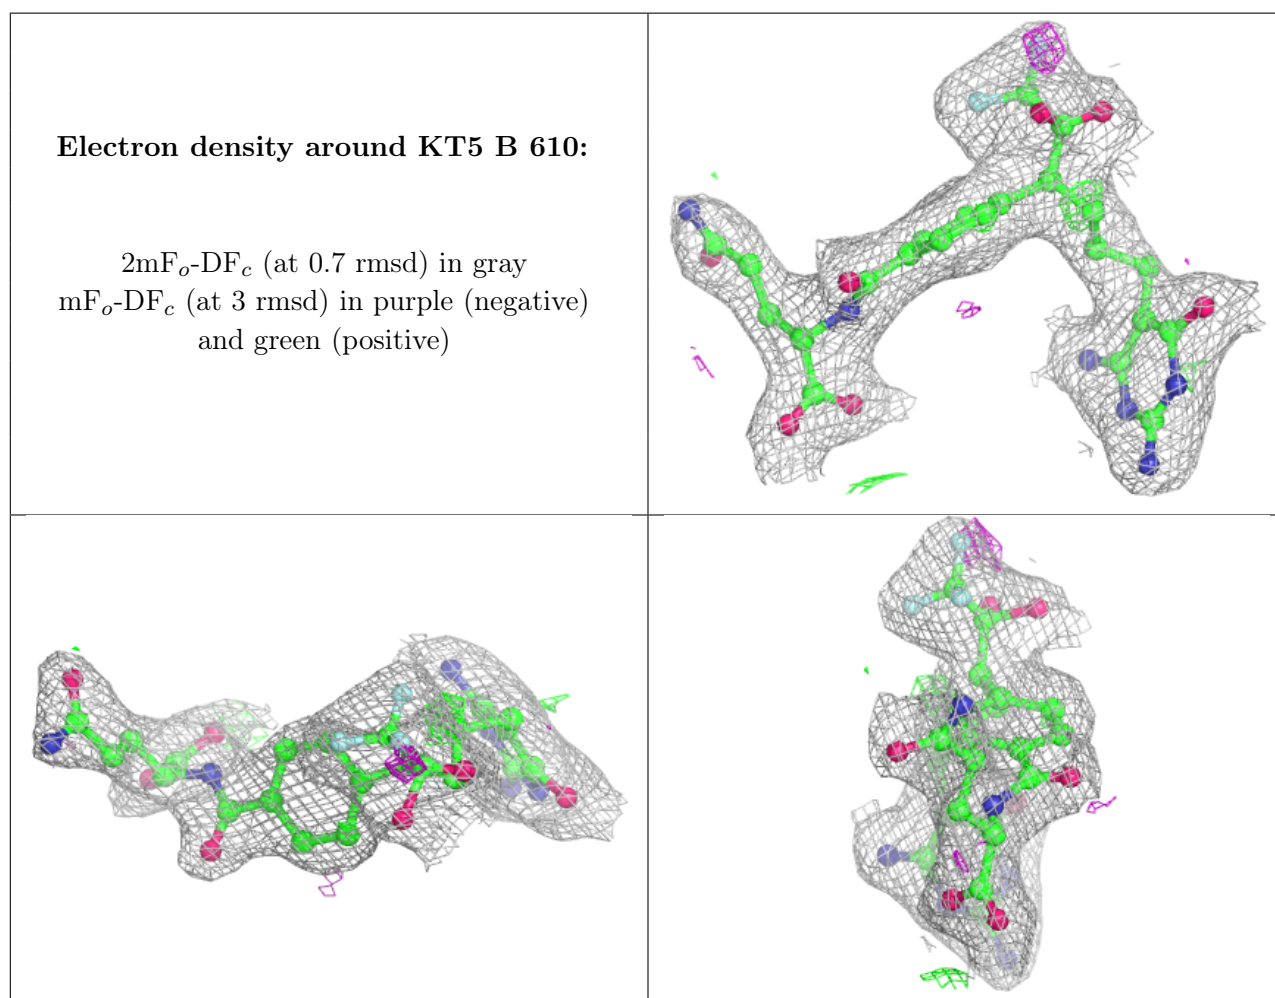 Electron density around KT5 B 610:
2mFo-DFc (at 0.7 rmsd) in gray
mFo-DFc (at 3 rmsd) in purple (negative)
and green (positive)